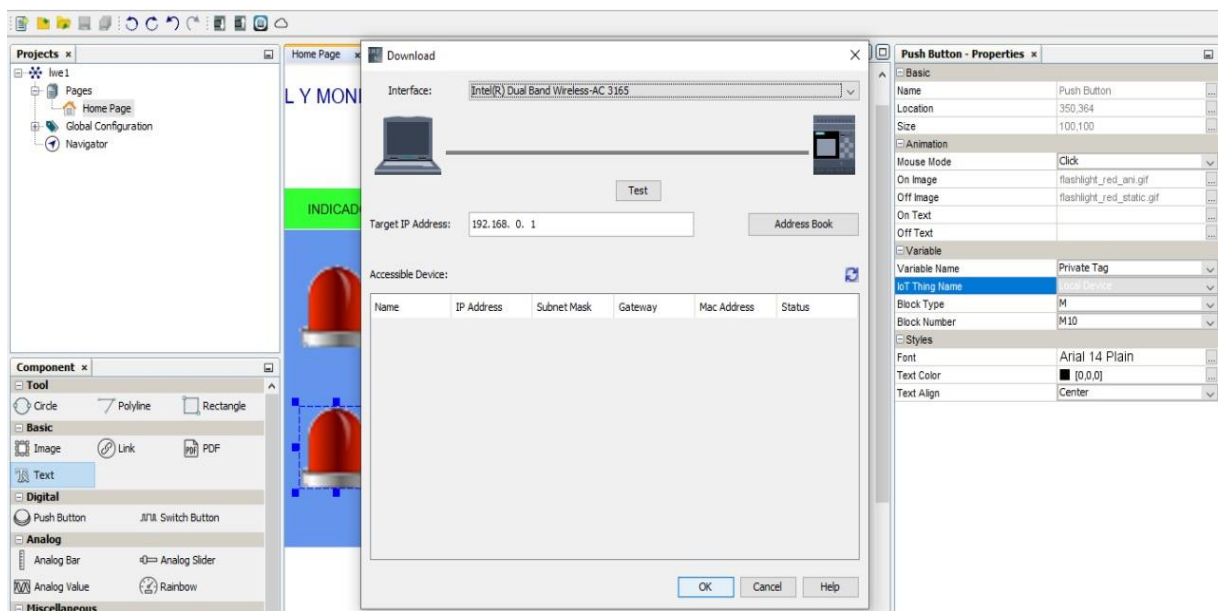 Projects
lwe1
Pages
Home Page
Global Configuration
Navigator
Component
Tool
Circle
Polyline
Rectangle
Basic
Image
Link
PDF
PDF
Text
Digital
Push Button
Switch Button
Analog
Analog Bar
Analog Slider
Analog Value
Rainbow
Miscellaneous
Home Page
L Y MONI
INDICAD
Download
Interface:
Intel(R) Dual Band Wireless-AC 3165
Test
Target IP Address:
192.168. 0. 1
Address Book
Accessible Device:
Name IP Address Subnet Mask Gateway Mac Address Status
OK Cancel Help
Push Button - Properties
Basic
Name Push Button
Location 350,364
Size 100,100
Animation
Mouse Mode Click
On Image flashlight_red_ani.gif
Off Image flashlight_red_static.gif
On Text
Off Text
Variable
Variable Name Private Tag
IoT Thing Name Local Device
Block Type M
Block Number M10
Styles
Font Arial 14 Plain
Text Color [0,0,0]
Text Align Center